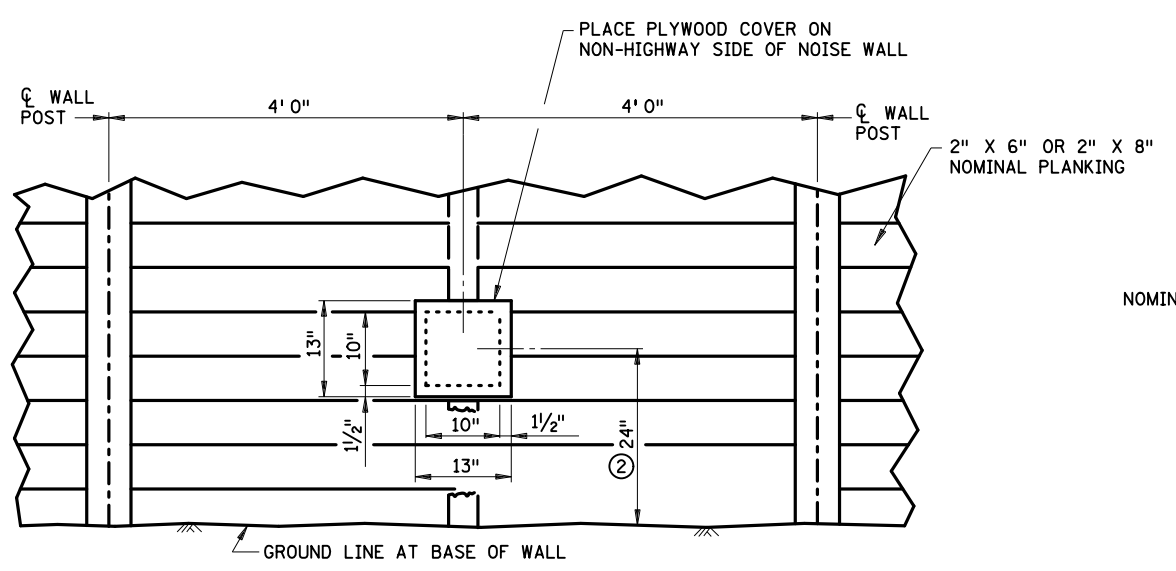 PLACE PLYWOOD COVER ON
NON-HIGHWAY SIDE OF NOISE WALL
℄ WALL
POST
4' 0"
4' 0"
℄ WALL
POST
2" X 6" OR 2" X 8"
NOMINAL PLANKING
NOMIN
13"
10"
1½"
10"
1½"
13"
② 24"
GROUND LINE AT BASE OF WALL